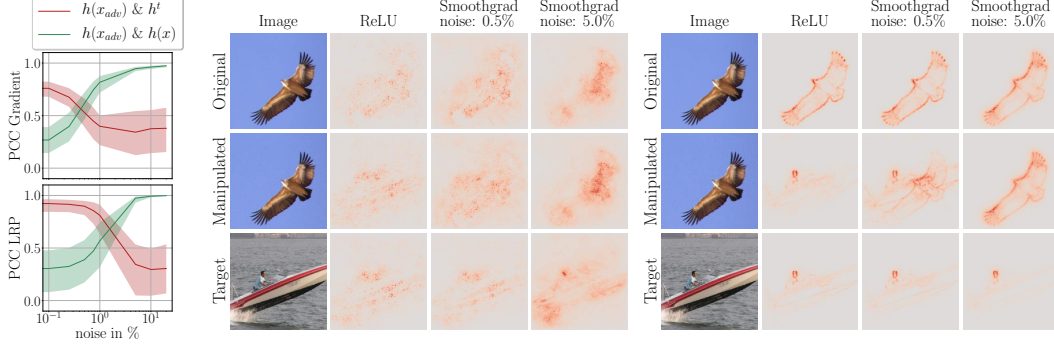 h(x_adv) & h^t
h(x_adv) & h(x)
PCC Gradient
1.0
0.5
0.0
PCC LRP
1.0
0.5
0.0
10^-1
10^0
10^1
noise in %
Image
ReLU
Smoothgrad
noise: 0.5%
Smoothgrad
noise: 5.0%
Original
Manipulated
Target
Image
ReLU
Smoothgrad
noise: 0.5%
Smoothgrad
noise: 5.0%
Original
Manipulated
Target